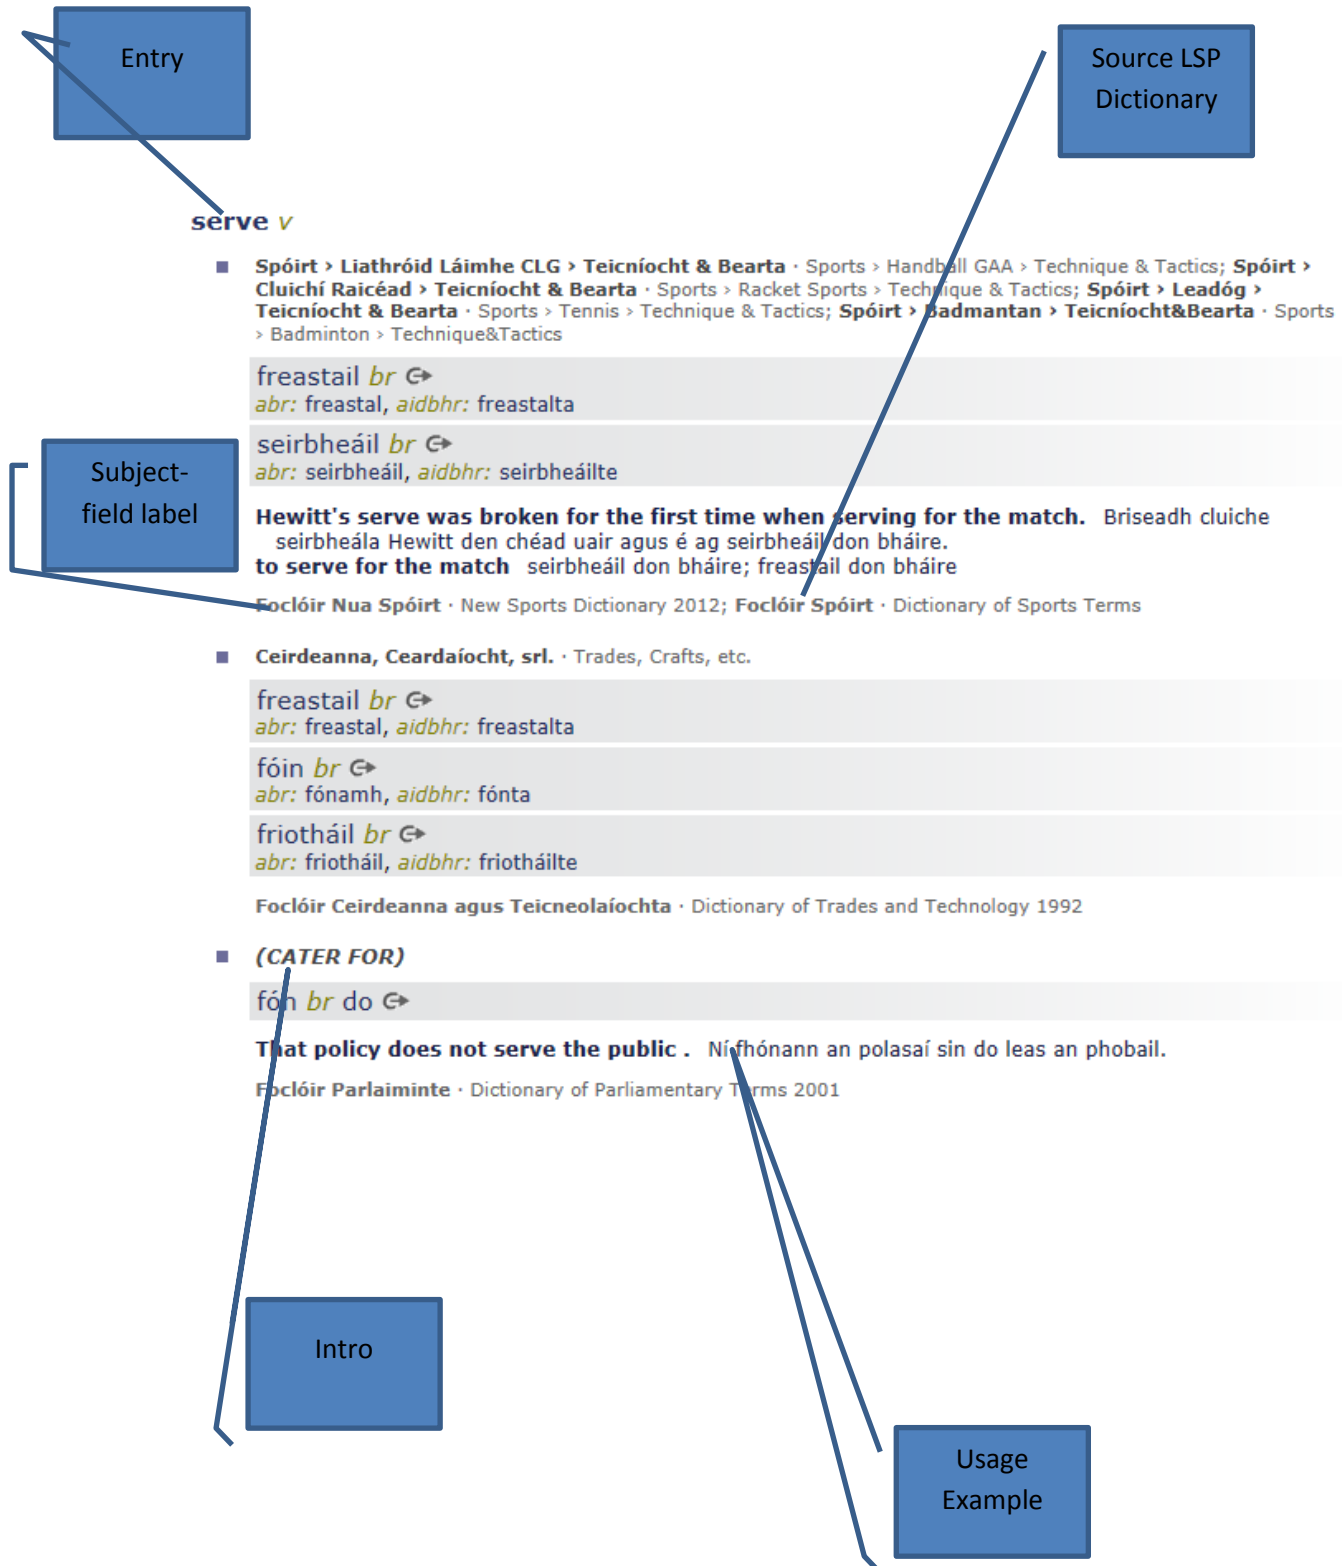 Entry
Source LSP
Dictionary
serve v
Spóirt › Liathróid Láimhe CLG › Teicníocht & Bearta · Sports › Handball GAA › Technique & Tactics; Spóirt ›
Cluichí Raicéad › Teicníocht & Bearta · Sports › Racket Sports › Technique & Tactics; Spóirt › Leadóg ›
Teicníocht & Bearta · Sports › Tennis › Technique & Tactics; Spóirt › Badmantan › Teicníocht&Bearta · Sports
› Badminton › Technique&Tactics
freastail br
abr: freastal, aidbhr: freastalta
seirbheáil br
abr: seirbheáil, aidbhr: seirbheáilte
Subject-
field label
Hewitt's serve was broken for the first time when serving for the match. Briseadh cluiche
seirbheála Hewitt den chéad uair agus é ag seirbheáil don bháire.
to serve for the match seirbheáil don bháire; freastail don bháire
Foclóir Nua Spóirt · New Sports Dictionary 2012; Foclóir Spóirt · Dictionary of Sports Terms
Ceirdeanna, Ceardaíocht, srl. · Trades, Crafts, etc.
freastail br
abr: freastal, aidbhr: freastalta
fóin br
abr: fónamh, aidbhr: fónta
friotháil br
abr: friotháil, aidbhr: friotháilte
Foclóir Ceirdeanna agus Teicneolaíochta · Dictionary of Trades and Technology 1992
(CATER FOR)
fón br do
That policy does not serve the public . Ní fhónann an polasaí sin do leas an phobail.
Foclóir Parlaiminte · Dictionary of Parliamentary Terms 2001
Intro
Usage
Example